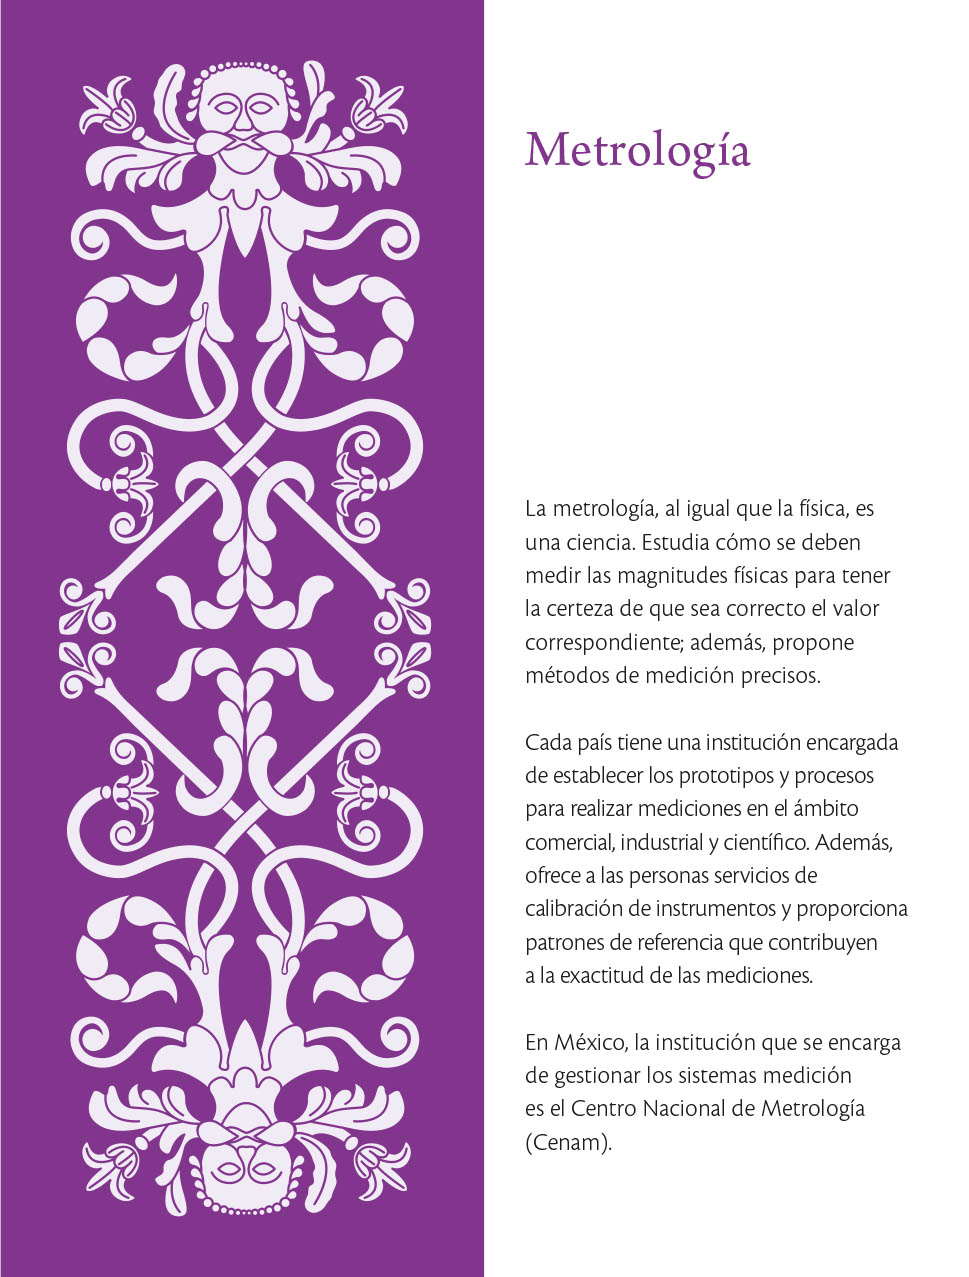 Metrología
La metrología, al igual que la física, es
una ciencia. Estudia cómo se deben
medir las magnitudes físicas para tener
la certeza de que sea correcto el valor
correspondiente; además, propone
métodos de medición precisos.
Cada país tiene una institución encargada
de establecer los prototipos y procesos
para realizar mediciones en el ámbito
comercial, industrial y científico. Además,
ofrece a las personas servicios de
calibración de instrumentos y proporciona
patrones de referencia que contribuyen
a la exactitud de las mediciones.
En México, la institución que se encarga
de gestionar los sistemas medición
es el Centro Nacional de Metrología
(Cenam).